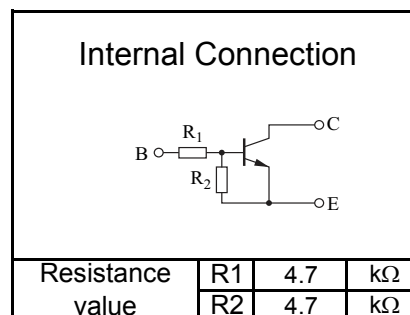 Internal Connection
C
R1
B
R2
E
Resistance value R1 4.7 kΩ
R2 4.7 kΩ